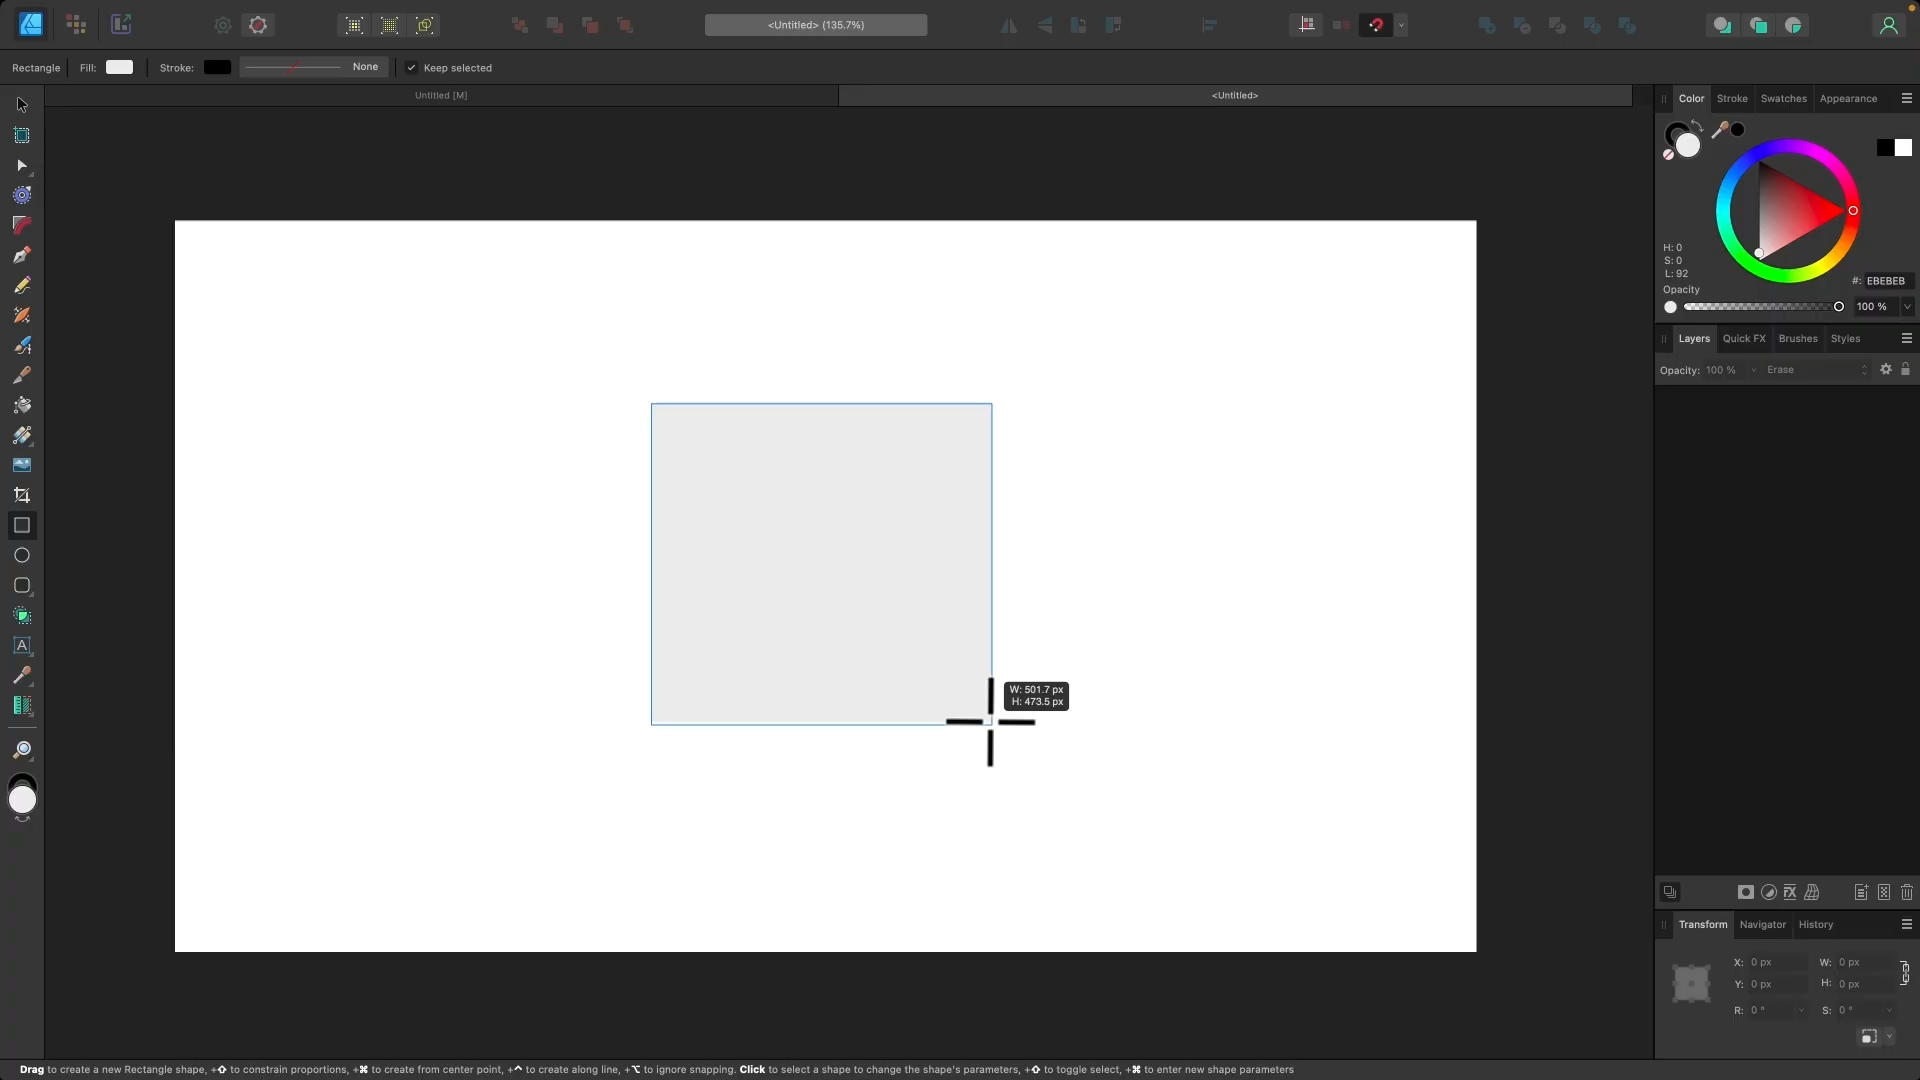 <Untitled> (135.7%)
Rectangle Fill: Stroke: None Keep selected
Untitled [M] <Untitled>
Color Stroke Swatches Appearance
H: 0
S: 0
L: 92
#: EBEBEB
Opacity
100 %
Layers Quick FX Brushes Styles
Opacity: 100 % Erase
W: 501.7 px
H: 473.5 px
A
Transform Navigator History
X: 0 px W: 0 px
Y: 0 px H: 0 px
R: 0 ° S: 0 °
Drag to create a new Rectangle shape, +⇧ to constrain proportions, +⌘ to create from center point, +^ to create along line, +⌥ to ignore snapping. Click to select a shape to change the shape's parameters, +⇧ to toggle select, +⌘ to enter new shape parameters